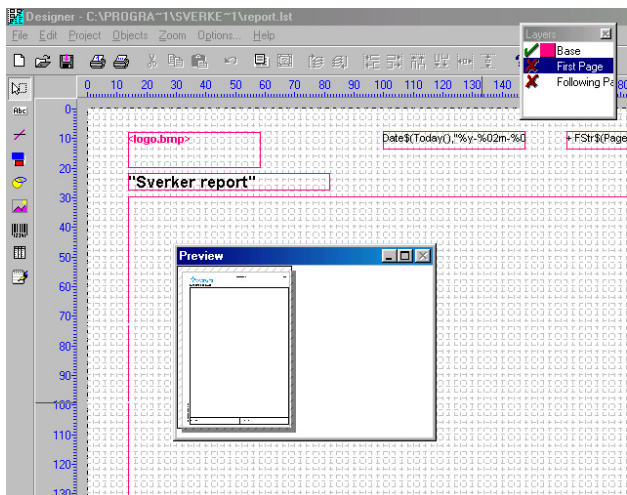 Designer - C:\PROGRA~1\SVERKE~1\report.lst
File Edit Project Objects Zoom Options... Help
Layers
Base
First Page
Following Pa
0 10 20 30 40 50 60 70 80 90 100 110 120 130 140 80
Abc
0
10
20
30
40
50
60
70
80
90
100
110
120
130
<logo.bmp>
Date$(Today(),"%y-%02m-%0
+ FStr$(Page
"Sverker report"
Preview